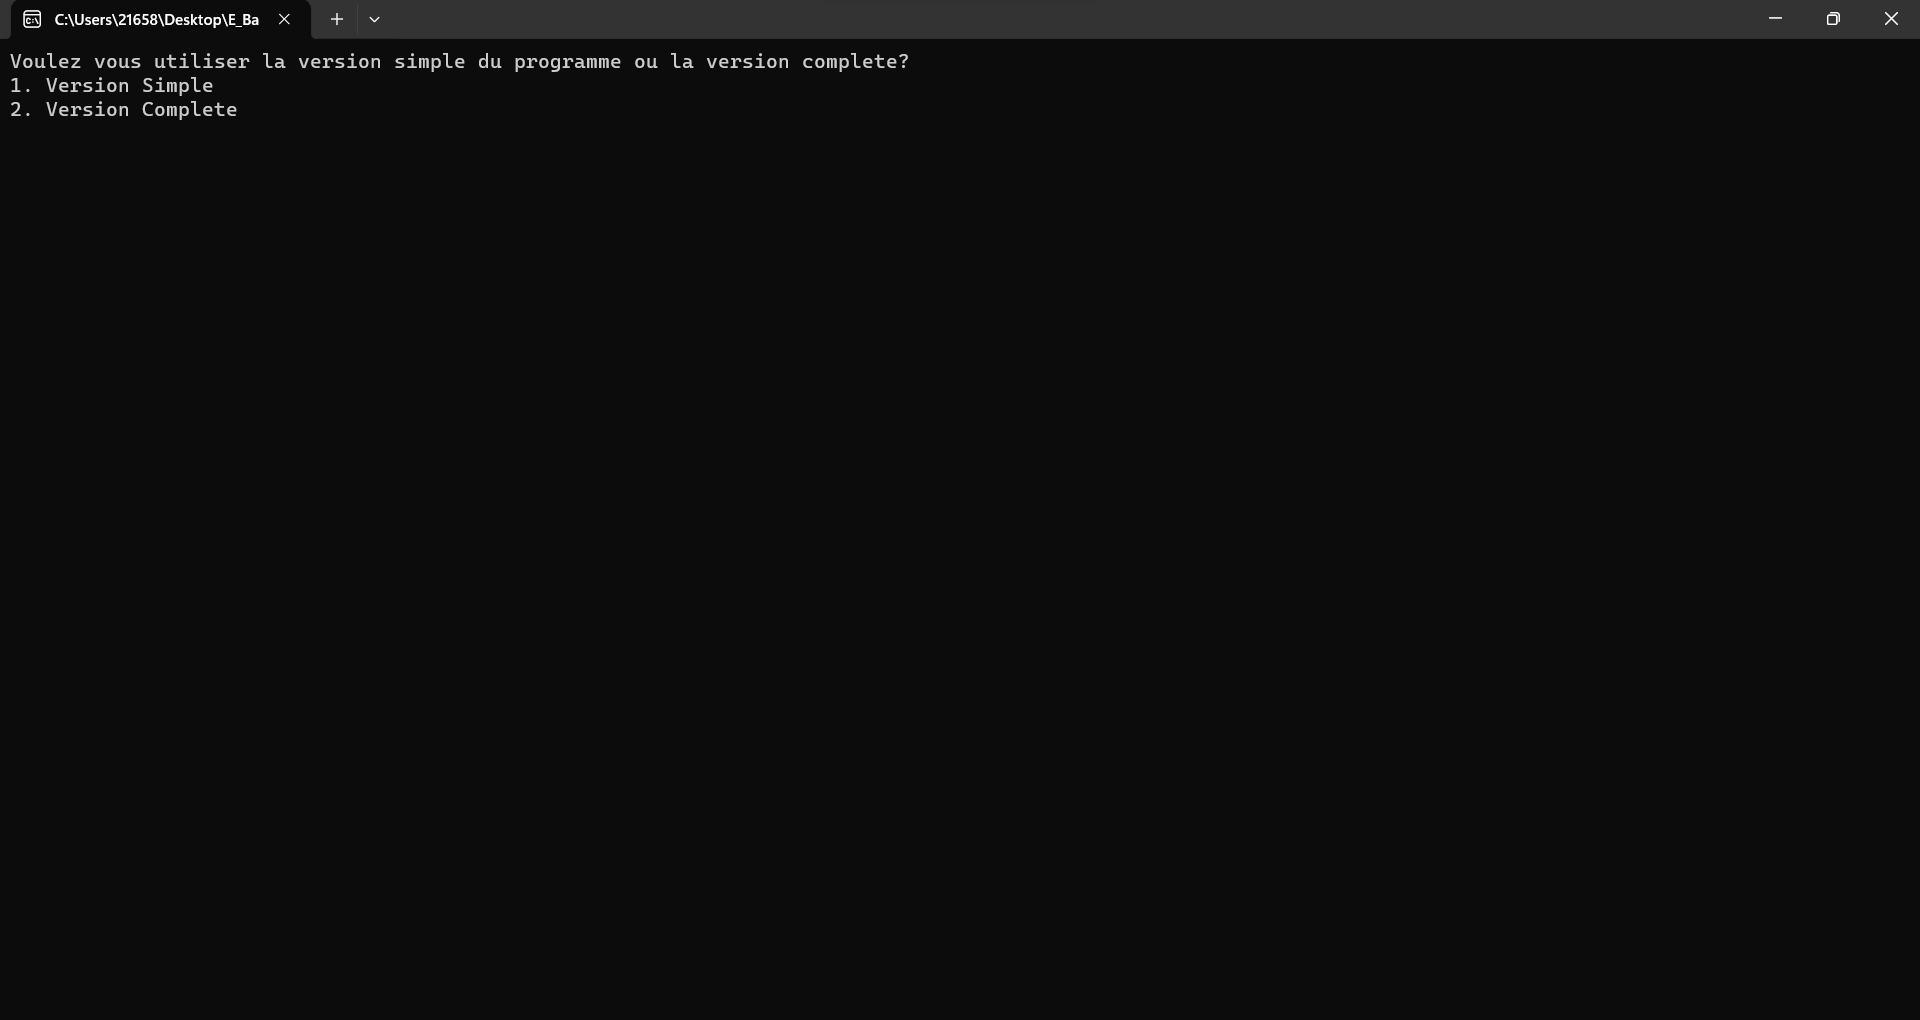 C:\Users\21658\Desktop\E_Ba
Voulez vous utiliser la version simple du programme ou la version complete?
1. Version Simple
2. Version Complete